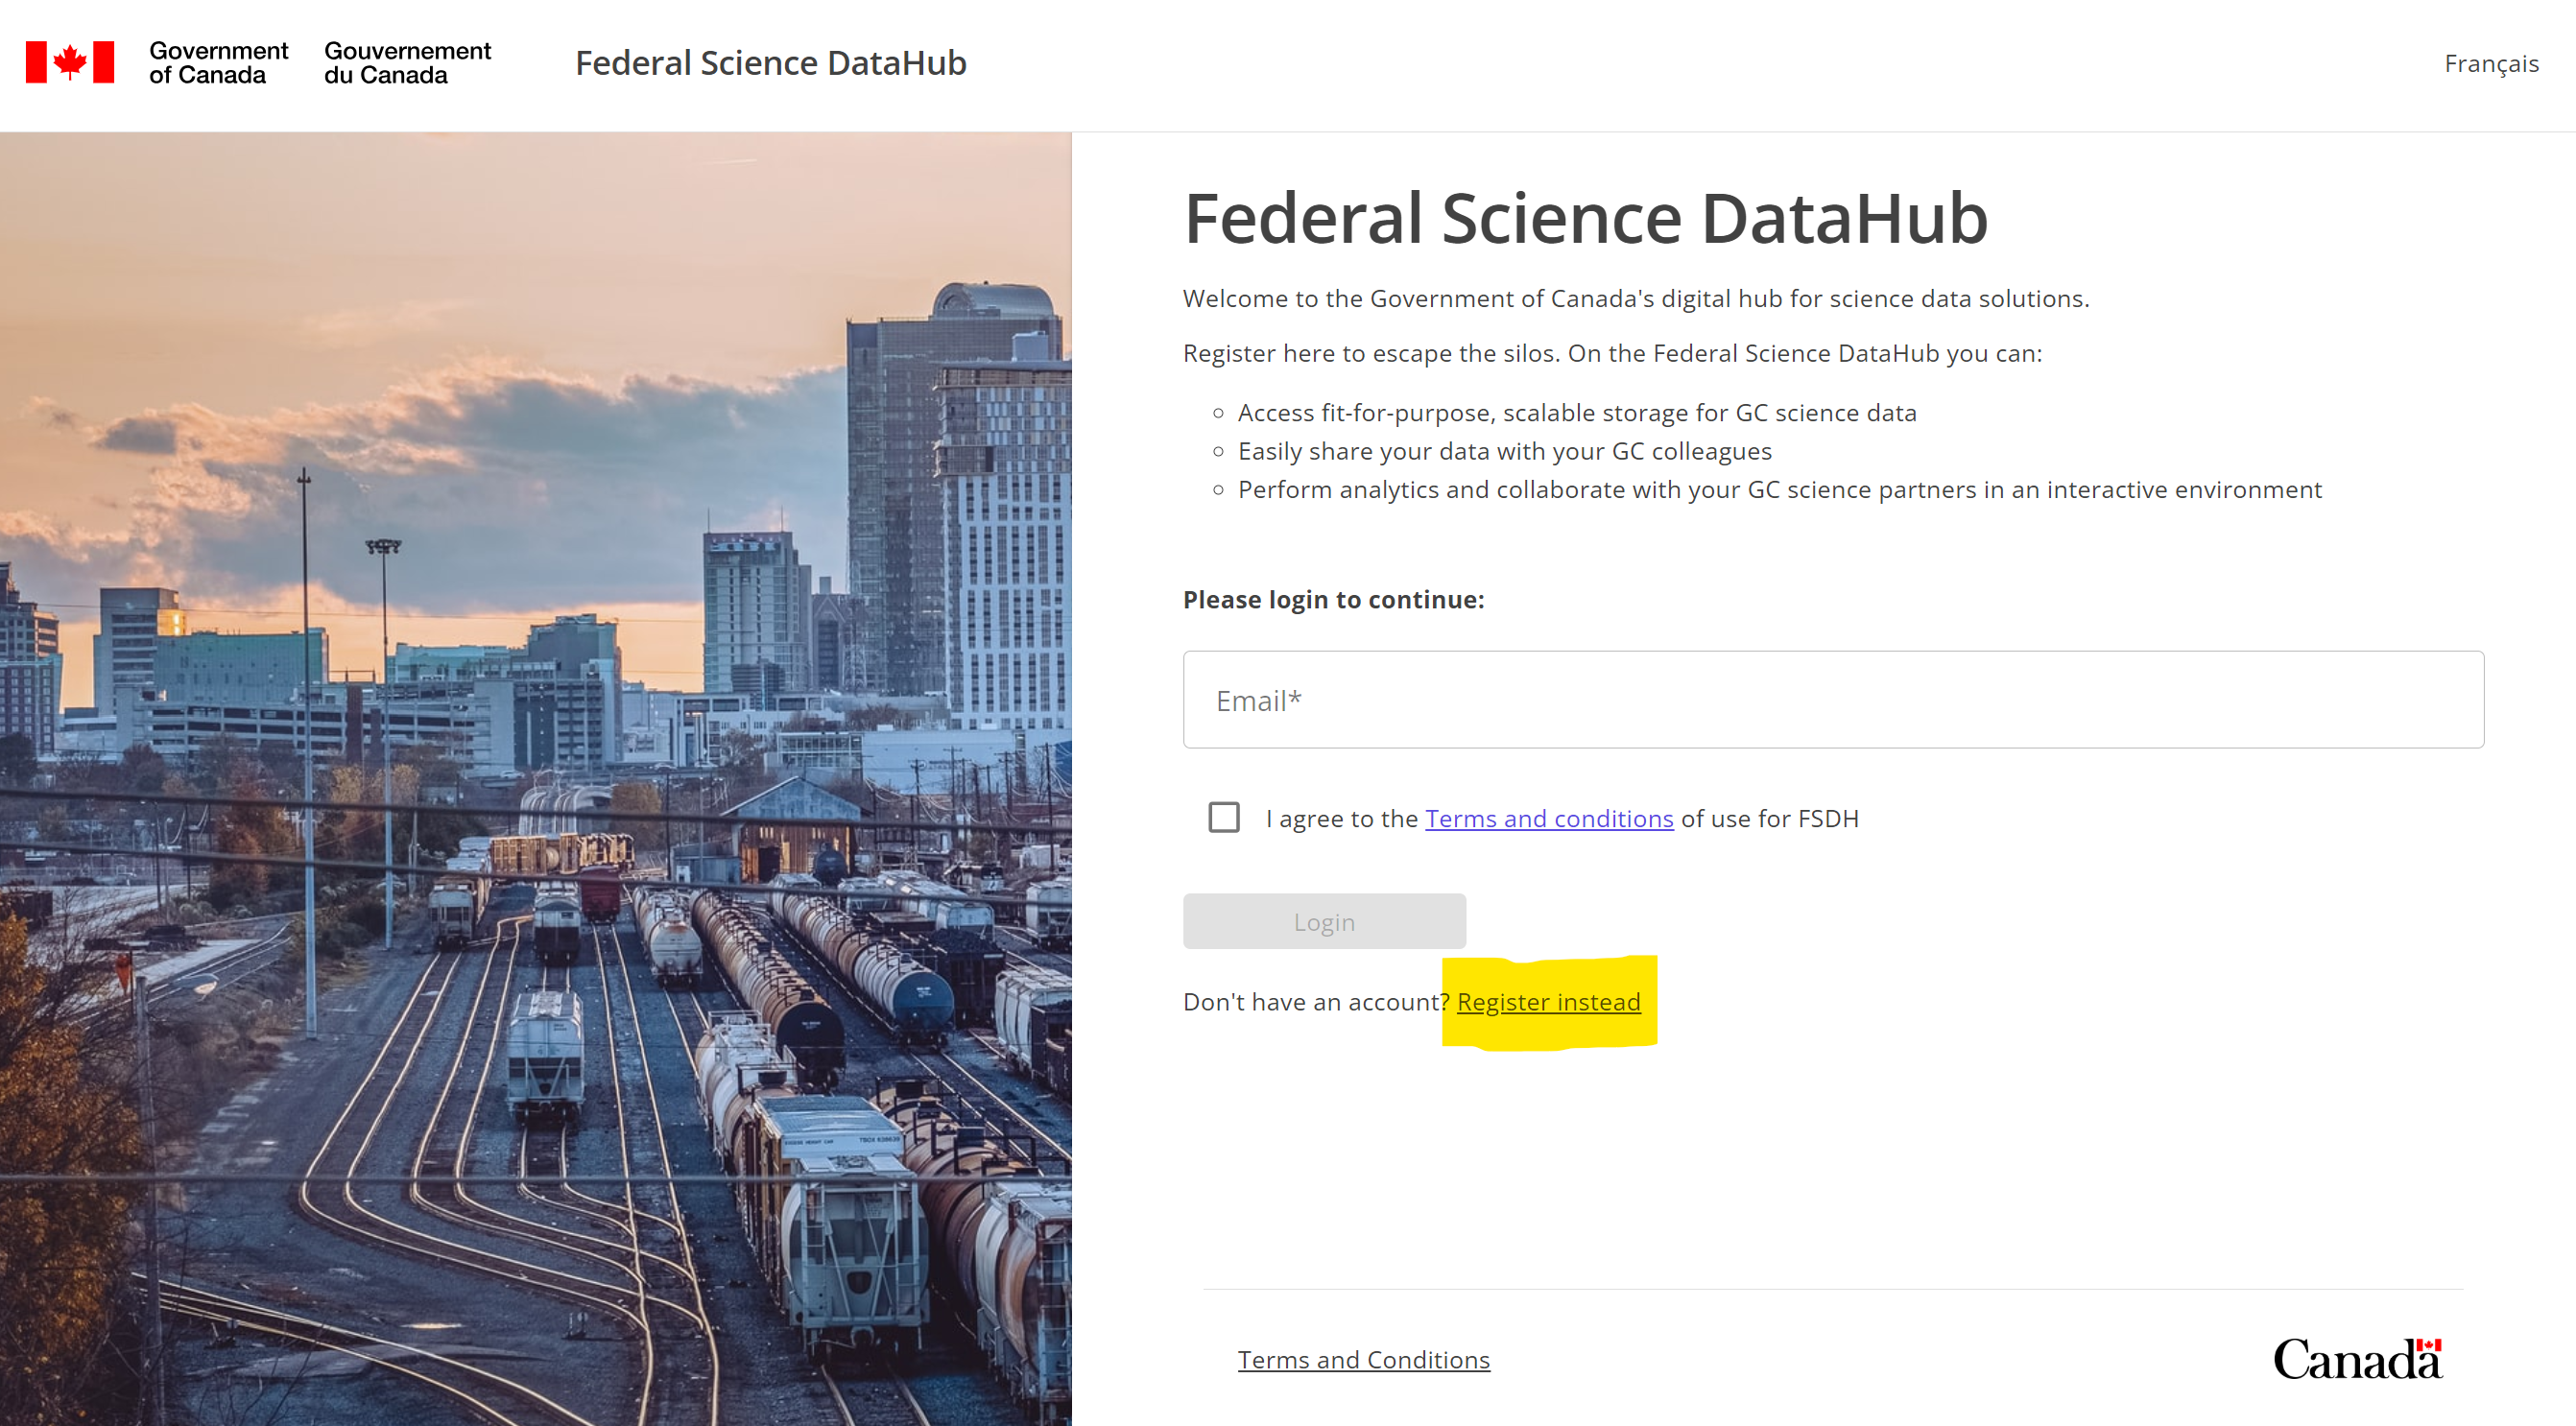 Government of Canada
Gouvernement du Canada
Federal Science DataHub
Français
Federal Science DataHub
Welcome to the Government of Canada's digital hub for science data solutions.
Register here to escape the silos. On the Federal Science DataHub you can:
Access fit-for-purpose, scalable storage for GC science data
Easily share your data with your GC colleagues
Perform analytics and collaborate with your GC science partners in an interactive environment
Please login to continue:
Email*
I agree to the Terms and conditions of use for FSDH
Login
Don't have an account? Register instead
Terms and Conditions
Canada